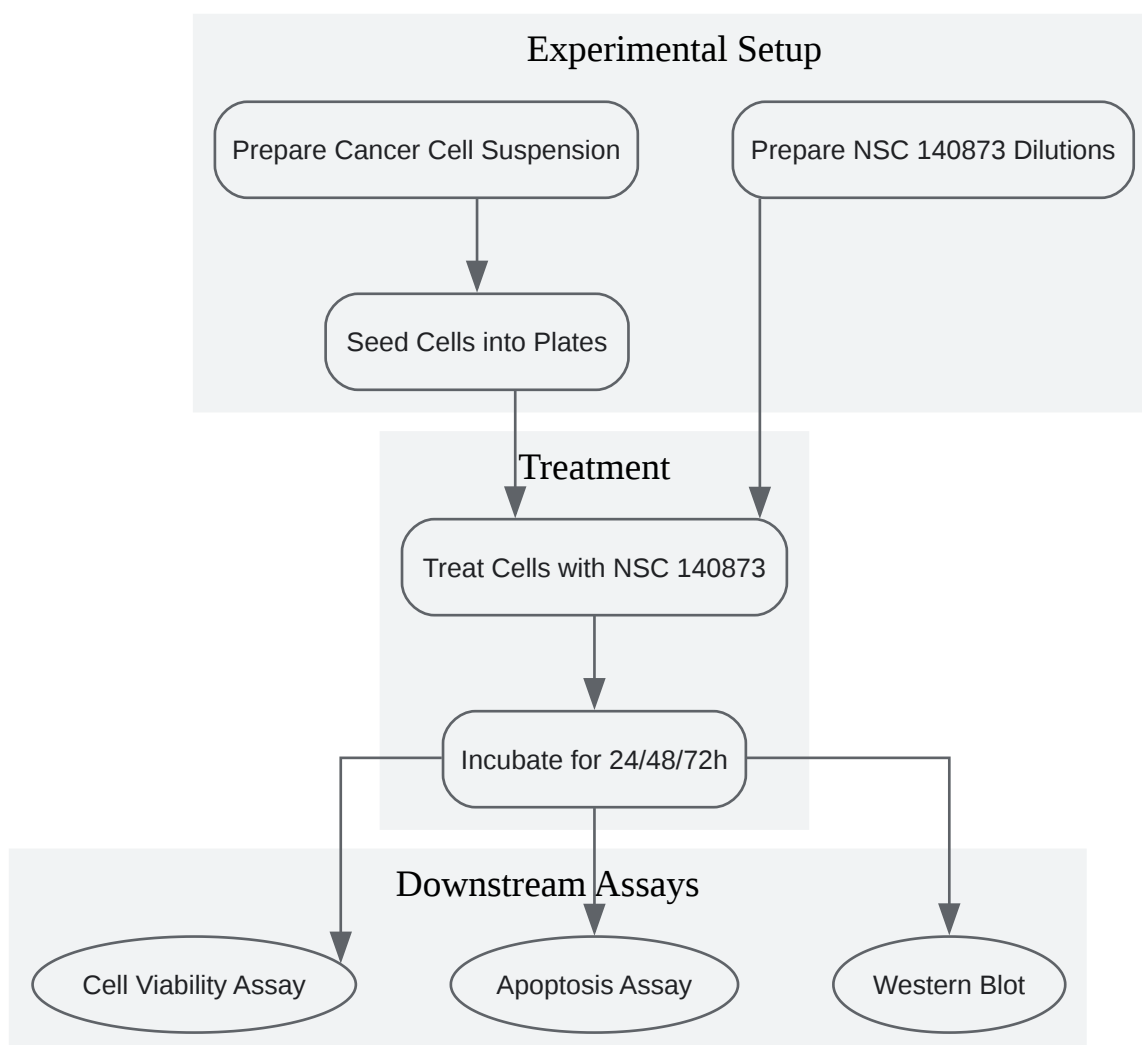 Experimental Setup
Prepare Cancer Cell Suspension
Prepare NSC 140873 Dilutions
Seed Cells into Plates
Treatment
Treat Cells with NSC 140873
Incubate for 24/48/72h
Downstream Assays
Cell Viability Assay
Apoptosis Assay
Western Blot